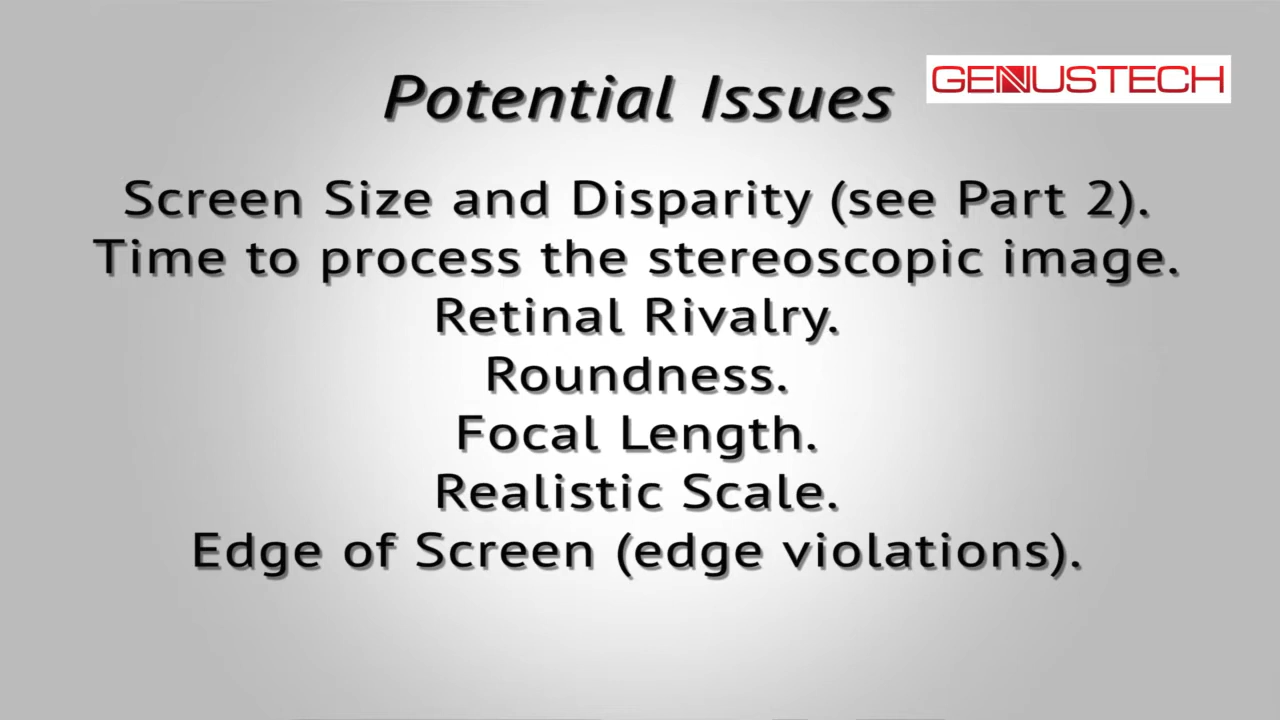 Potential Issues
GENUSTECH
Screen Size and Disparity (see Part 2).
Time to process the stereoscopic image.
Retinal Rivalry.
Roundness.
Focal Length.
Realistic Scale.
Edge of Screen (edge violations).